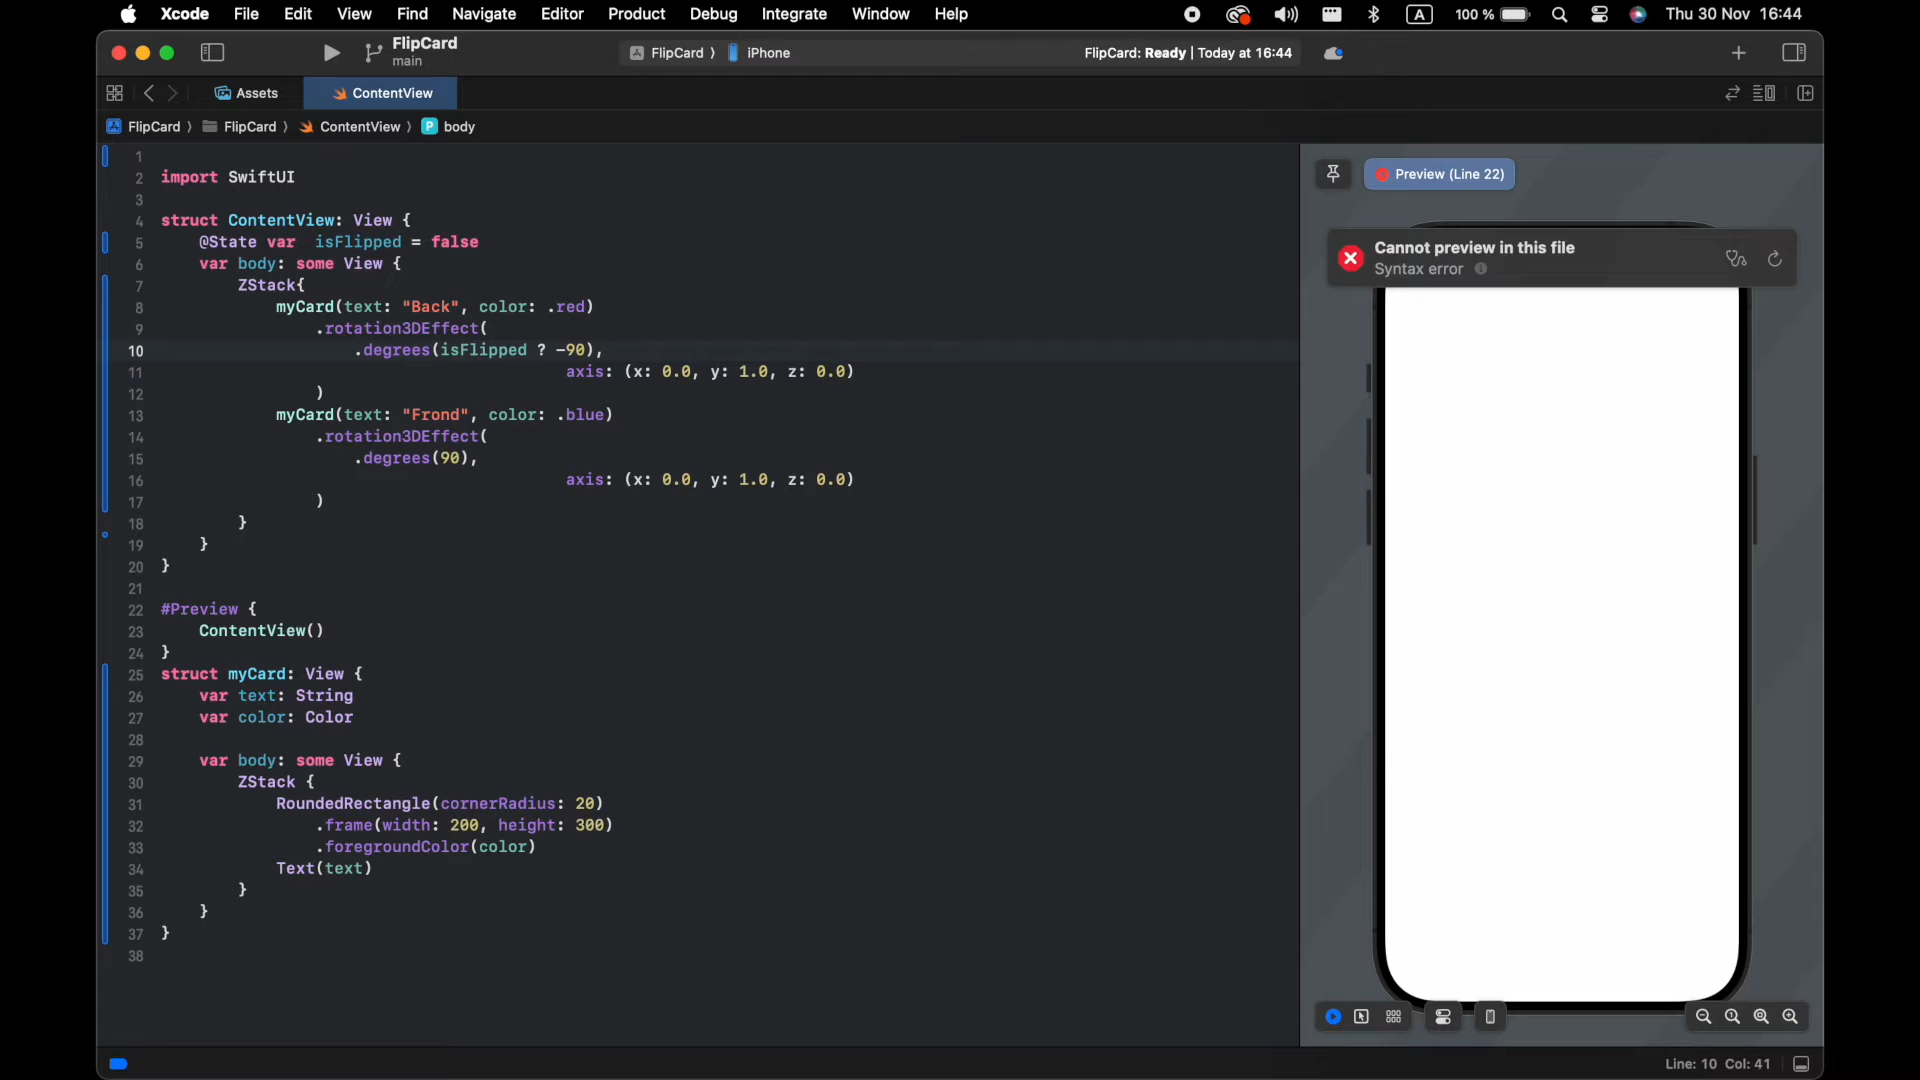 Xcode File Edit View Find Navigate Editor Product Debug Integrate Window Help A 100 % Thu 30 Nov 16:44
FlipCard
main
FlipCard 〉 iPhone
FlipCard: Ready | Today at 16:44
Assets ContentView
FlipCard 〉 FlipCard 〉 ContentView 〉 P body
1
2 import SwiftUI
3
4 struct ContentView: View {
5     @State var  isFlipped = false
6     var body: some View {
7         ZStack{
8             myCard(text: "Back", color: .red)
9                 .rotation3DEffect(
10                     .degrees(isFlipped ? -90),
11                                           axis: (x: 0.0, y: 1.0, z: 0.0)
12                 )
13             myCard(text: "Frond", color: .blue)
14                 .rotation3DEffect(
15                     .degrees(90),
16                                           axis: (x: 0.0, y: 1.0, z: 0.0)
17                 )
18         }
19     }
20 }
21
22 #Preview {
23     ContentView()
24 }
25 struct myCard: View {
26     var text: String
27     var color: Color
28
29     var body: some View {
30         ZStack {
31             RoundedRectangle(cornerRadius: 20)
32                 .frame(width: 200, height: 300)
33                 .foregroundColor(color)
34             Text(text)
35         }
36     }
37 }
38
Preview (Line 22)
Cannot preview in this file
Syntax error
Line: 10 Col: 41